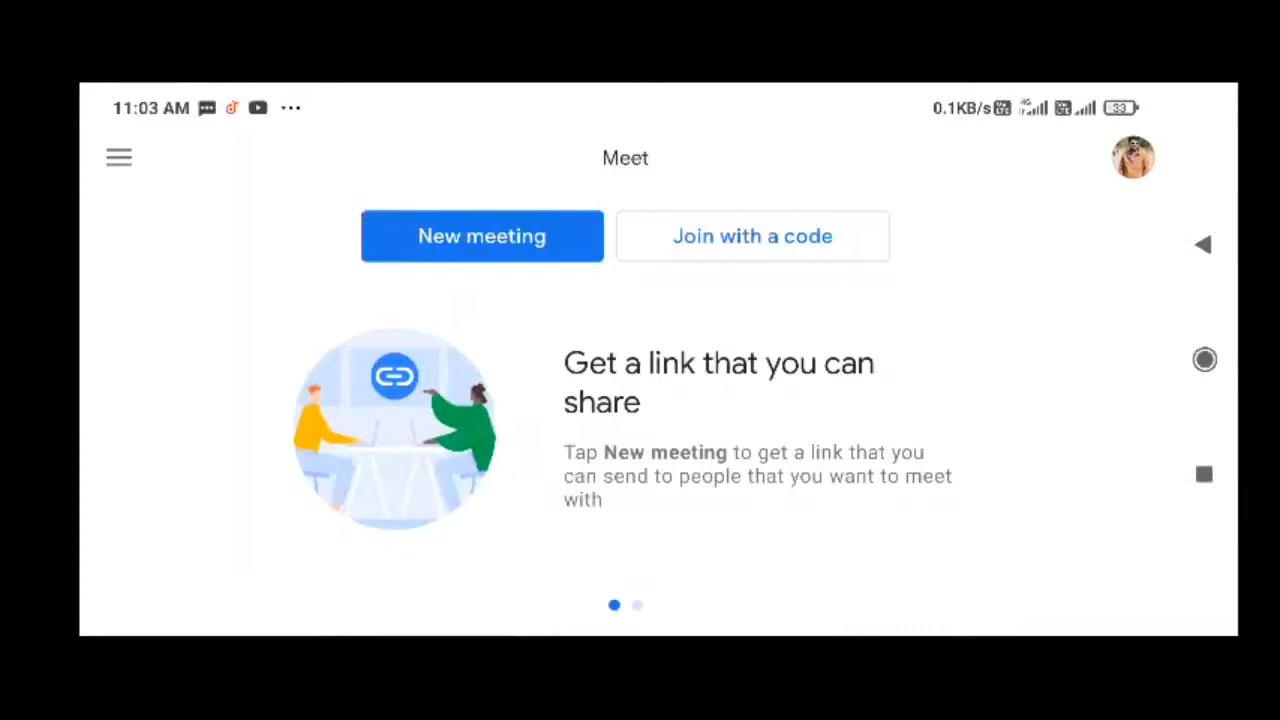 11:03 AM
0.1KB/s 33
Meet
New meeting
Join with a code
Get a link that you can
share
Tap New meeting to get a link that you
can send to people that you want to meet
with